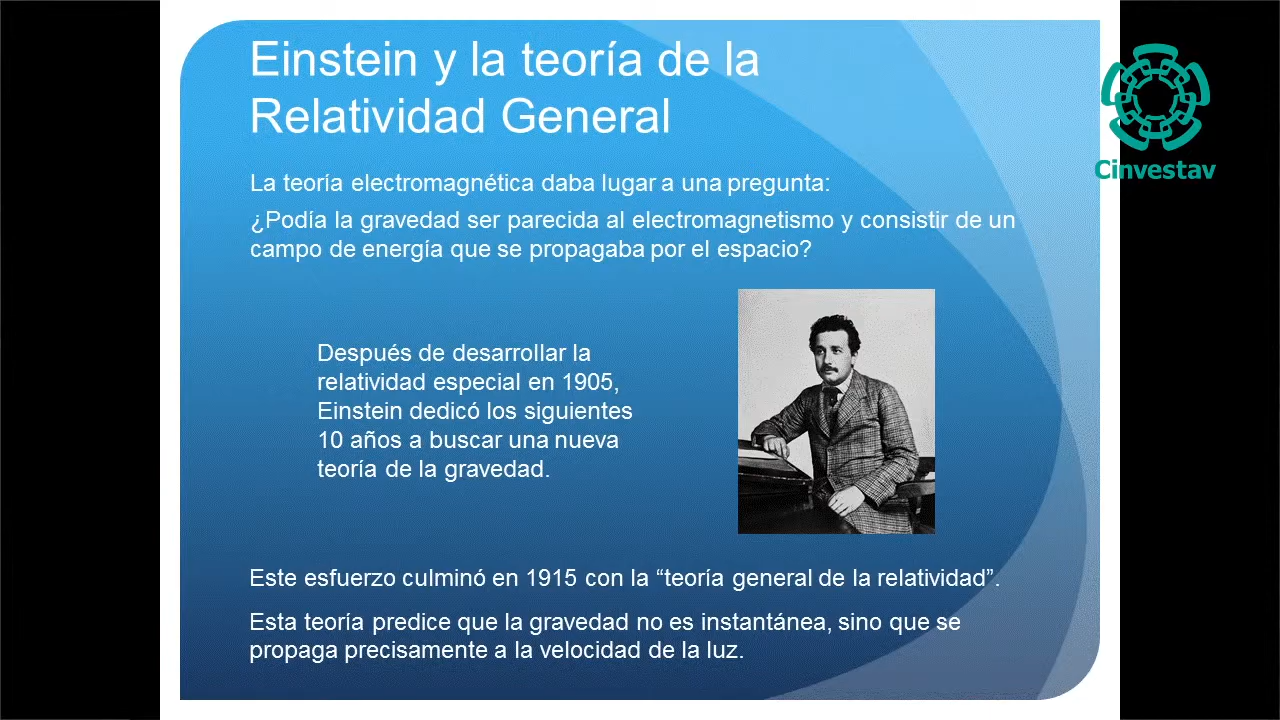 Einstein y la teoría de la
Relatividad General
La teoría electromagnética daba lugar a una pregunta:
¿Podía la gravedad ser parecida al electromagnetismo y consistir de un
campo de energía que se propagaba por el espacio?
Después de desarrollar la
relatividad especial en 1905,
Einstein dedicó los siguientes
10 años a buscar una nueva
teoría de la gravedad.
Este esfuerzo culminó en 1915 con la “teoría general de la relatividad”.
Esta teoría predice que la gravedad no es instantánea, sino que se
propaga precisamente a la velocidad de la luz.
Cinvestav